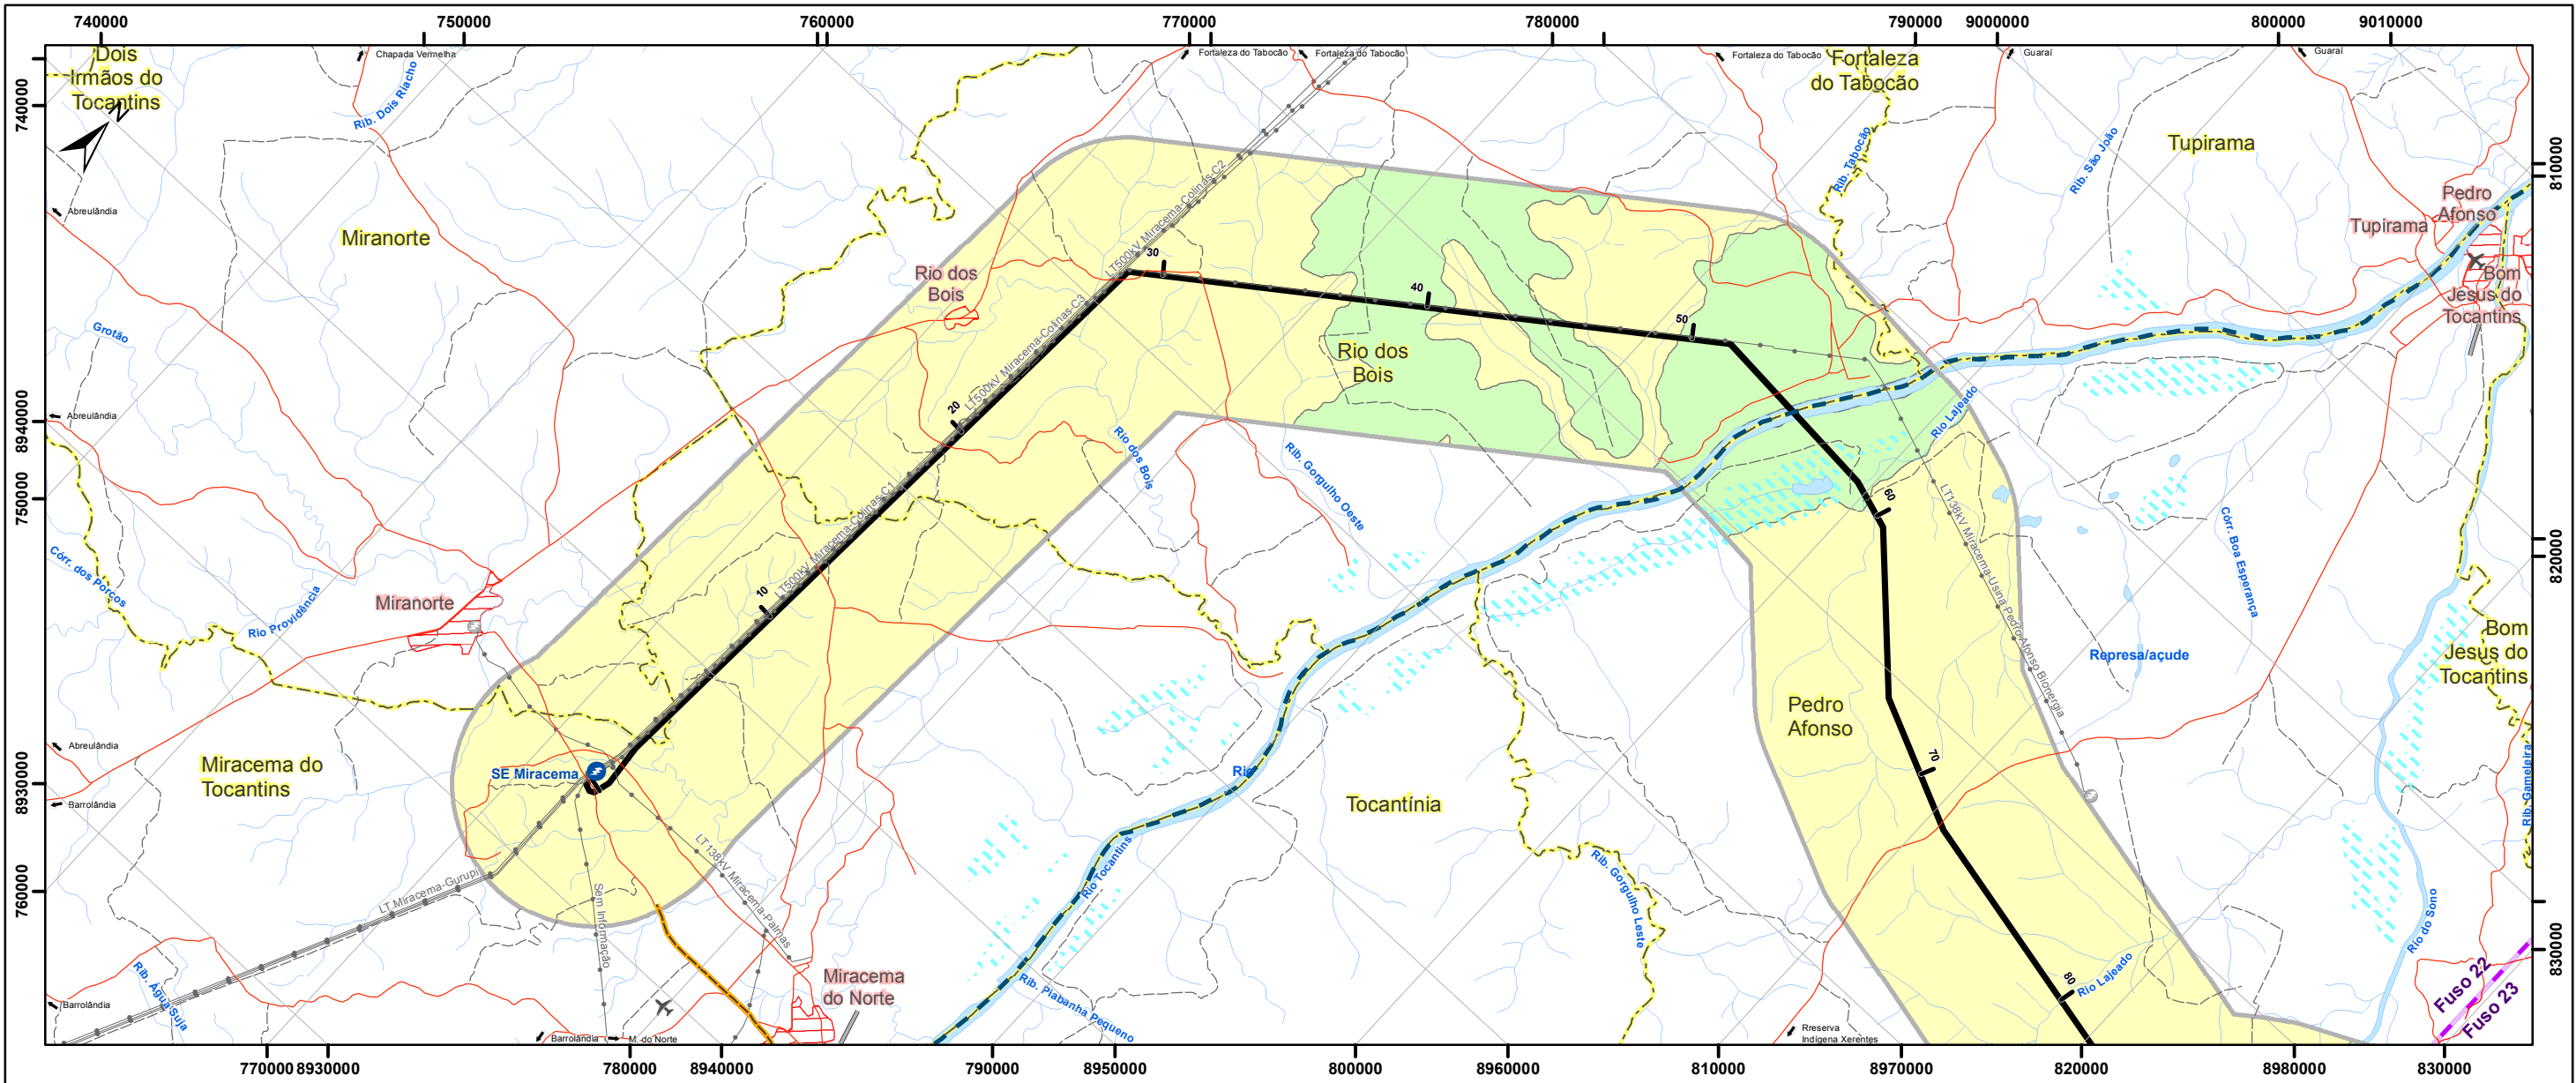 740000
750000
760000
770000
780000
790000
9000000
800000
9010000
Dois
Irmãos do
Tocantins
N
Chapada Vermelha
Rib. Dois Riacho
Fortaleza do Tabocão
Fortaleza do Tabocão
Fortaleza do Tabocão
Fortaleza
do Tabocão
Guaraí
Guaraí
740000
810000
Abreulândia
Miranorte
Rio dos
Bois
LT500kV Miracema-Colinas-C2
30
Rib. Tabocão
Rib. São João
Tupirama
Pedro
Afonso
Tupirama
Bom
Jesus do
Tocantins
Grotão
LT500kV Miracema-Colinas-C3
40
50
Rio dos
Bois
20
8940000
Abreulândia
Rio dos Bois
Rib. Gorgulho Oeste
Rio Lajeado
7500000
LT500kV Miracema-Colinas-C1
60
LT138kV Miracema-Usina Pedro Afonso Bionergia
Córr. Boa Esperança
820000
Córr. dos Porcos
Rio Providência
Miranorte
10
Represa/açude
Bom
Jesus do
Tocantins
Abreulândia
Miracema do
Tocantins
SE Miracema
Rio
Tocantínia
Pedro
Afonso
70
Rib. Gameleira
8930000
Barrolândia
LT Miracema-Gurupi
Sem Informação
LT138kV Miracema-Palmas
Rio Tocantins
Rib. Gorgulho Leste
760000
Rio do Sono
830000
Rib. Água Suja
Barrolândia
Miracema
do Norte
Rib. Piabanha Pequeno
80
Rio Lajeado
Fuso 22
Fuso 23
Barrolândia
M. do Norte
Rreserva
Indígena Xerentes
770000
8930000
780000
8940000
790000
8950000
800000
8960000
810000
8970000
820000
8980000
830000